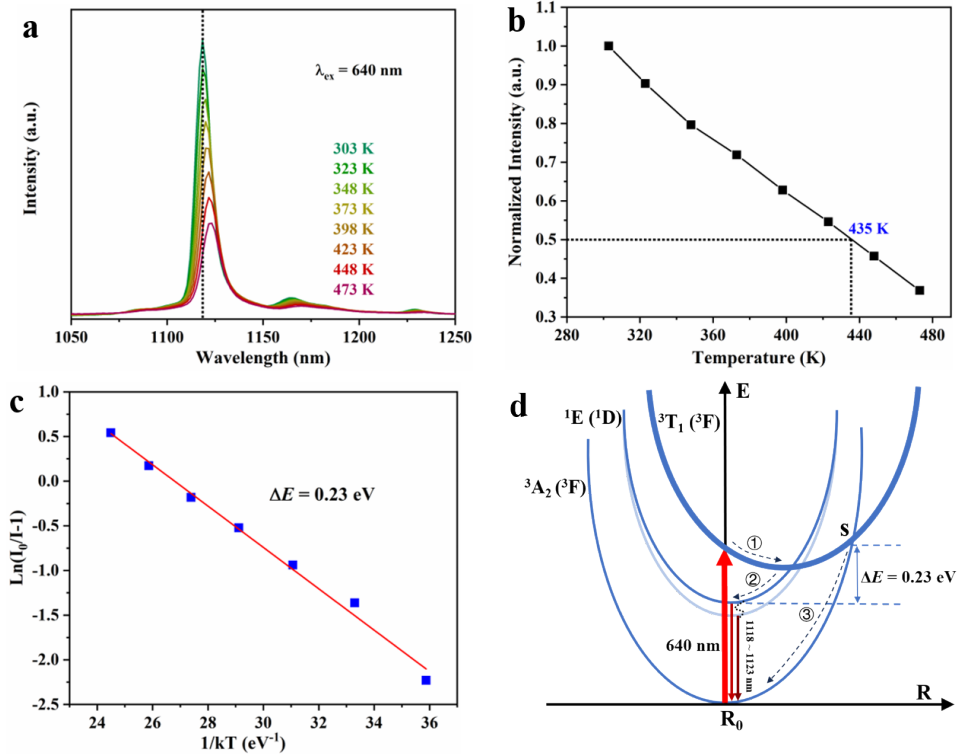 a
λex = 640 nm
303 K
323 K
348 K
373 K
398 K
423 K
448 K
473 K
Intensity (a.u.)
1050 1100 1150 1200 1250
Wavelength (nm)
b
1.1
1.0
0.9
0.8
0.7
0.6
0.5
0.4
0.3
435 K
Normalized Intensity (a.u.)
280 320 360 400 440 480
Temperature (K)
c
1.0
0.5
0.0
-0.5
-1.0
-1.5
-2.0
-2.5
ΔE = 0.23 eV
Ln(I0/I-1)
24 26 28 30 32 34 36
1/kT (eV-1)
d
E
1E (1D)
3T1 (3F)
3A2 (3F)
S
①
②
③
ΔE = 0.23 eV
640 nm
1118 ~
1123 nm
R
R0